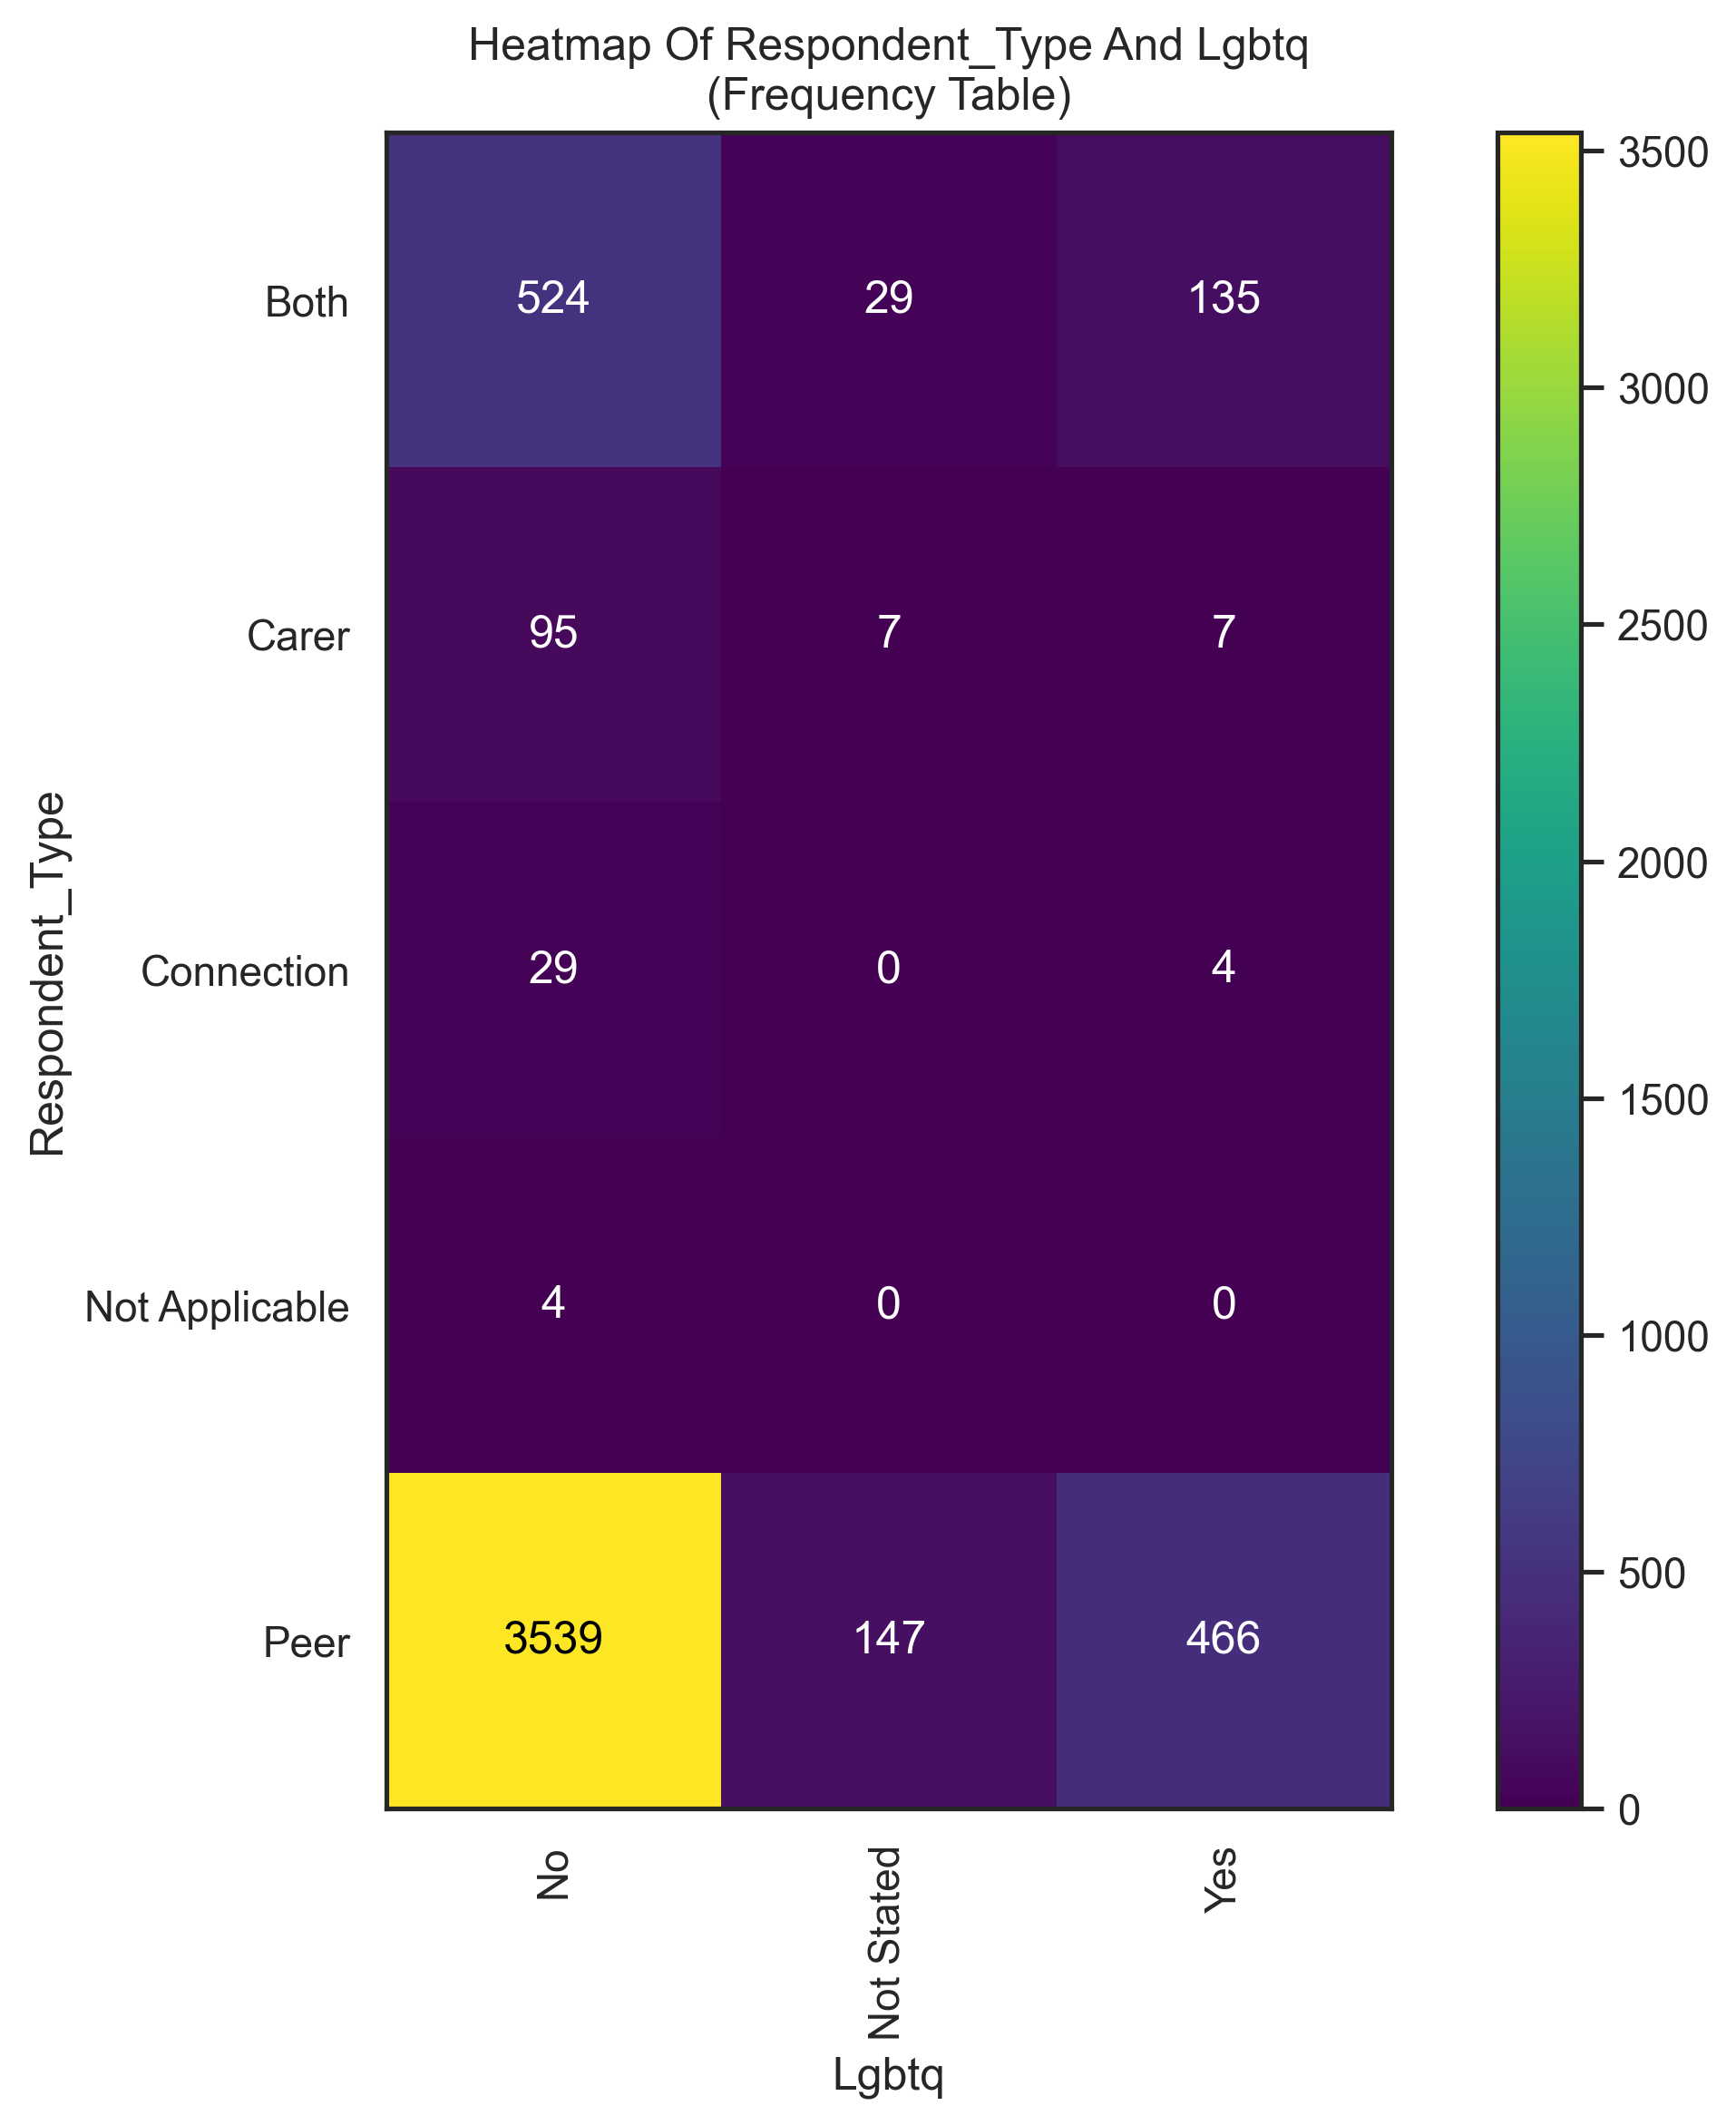 Heatmap Of Respondent_Type And Lgbtq
(Frequency Table)
Respondent_Type
Both 524 29 135
Carer 95 7 7
Connection 29 0 4
Not Applicable 4 0 0
Peer 3539 147 466
No
Not Stated
Yes
Lgbtq
3500
3000
2500
2000
1500
1000
500
0